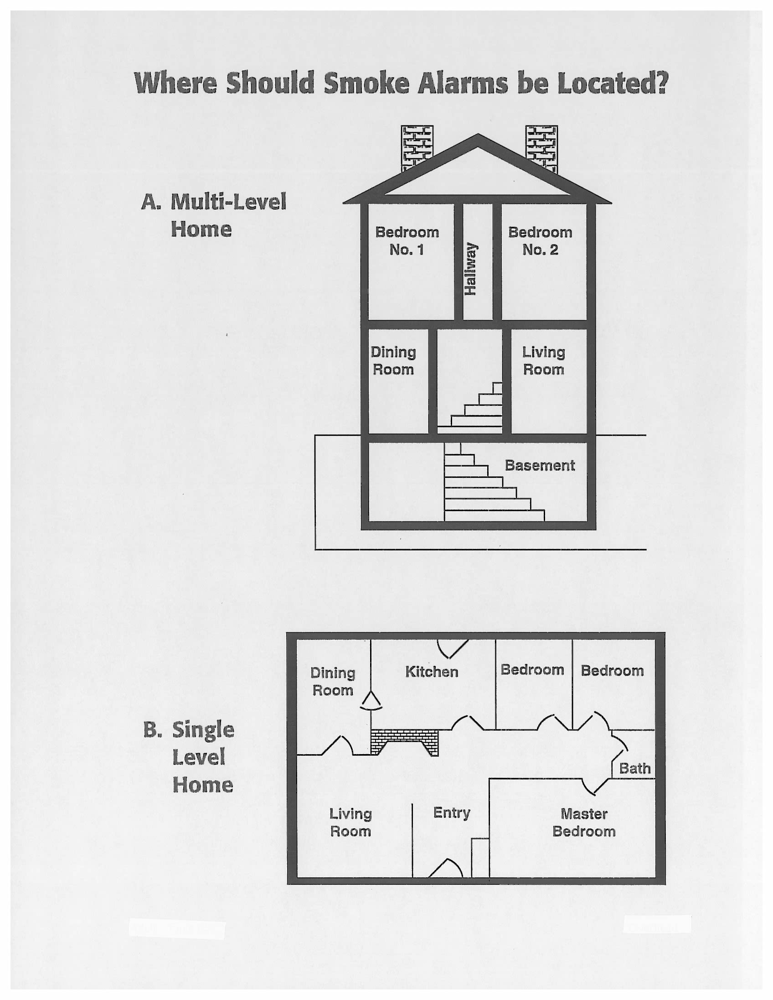 Where Should Smoke Alarms be Located?
A. Multi-Level
Home
Bedroom
No. 1
Hallway
Bedroom
No. 2
Dining
Room
Living
Room
Basement
B. Single
Level
Home
Dining
Room
Kitchen
Bedroom
Bedroom
Bath
Living
Room
Entry
Master
Bedroom